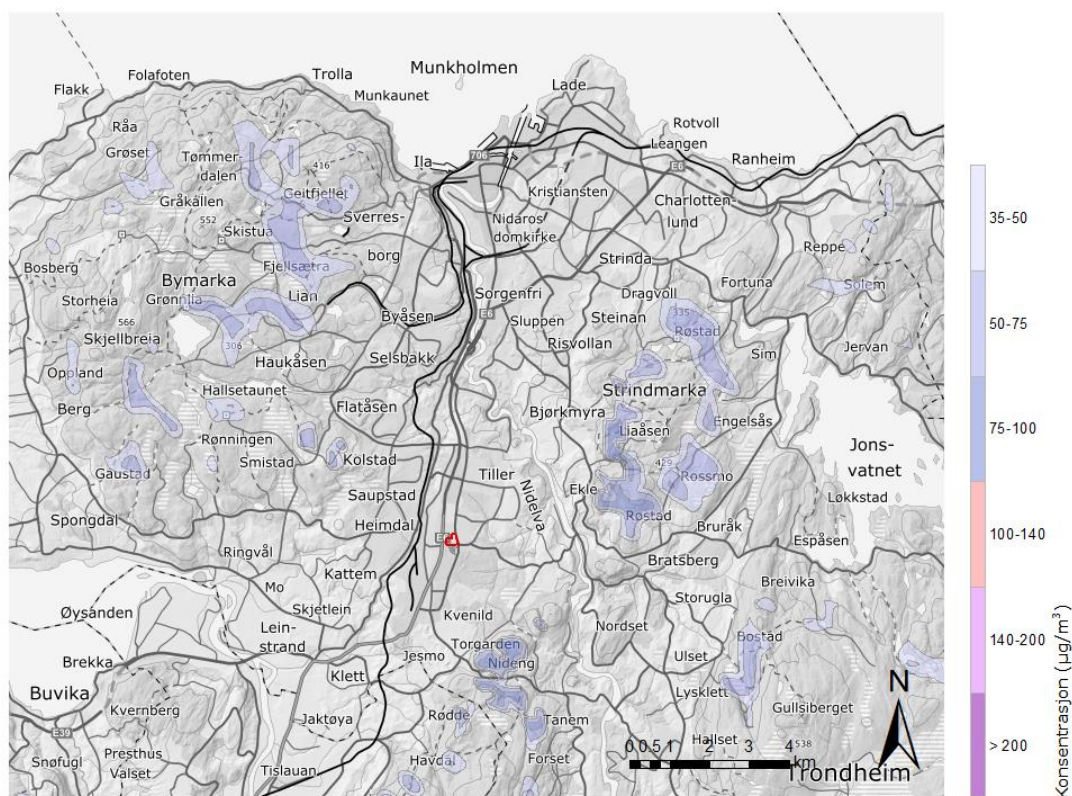 Munkholmen
Trolla
Folafoten
Flakk
Munkaunet
Lade
Råa
Rotvoll
Leangen
Grøset
Tømmer-
dalen
416
Ila
706
E6
Ranheim
Geitfjellet
Kristiansten
Gråkallen
552
Charlotten-
lund
Sverres-
borg
Nidaros
domkirke
Skistua
Reppe
Bosberg
Fjellsætra
Strinda
Bymarka
Fortuna
Solem
Storheia
Grønnlia
Lian
Sorgenfri
Dragvoll
E6
335
566
Byåsen
Sluppen
Steinan
Røstad
Skjellbreia
306
Risvollan
Sim
Jervan
Haukåsen
Selsbakk
Oppland
Hallsetaunet
Strindmarka
Berg
Flatåsen
Bjørkmyra
Engelsås
Rønningen
Liaåsen
Jons-
vatnet
Gaustad
Smistad
Kolstad
429
Tiller
Rossmo
Saupstad
Nidelva
Ekle
Løkkstad
Spongdal
Heimdal
Røstad
Bruråk
Espåsen
Ringvål
Bratsberg
Kattem
Mo
Breivika
Øysanden
Skjetlein
Storugla
Kvenild
Lein-
strand
Nordset
Torgarden
Bostad
Brekka
Jesmo
Nideng
Ulset
Buvika
Klett
Lysklett
N
Kvernberg
Jaktøya
Rødde
Tanem
Gullsiberget
E39
Hallset
Presthus
0 0.5 1 2 3 4
km
538
Snøfugl
Valset
Havdal
Forset
Tislauan
Trondheim
35-50
50-75
75-100
100-140
140-200
> 200
Konsentrasjon (µg/m³)